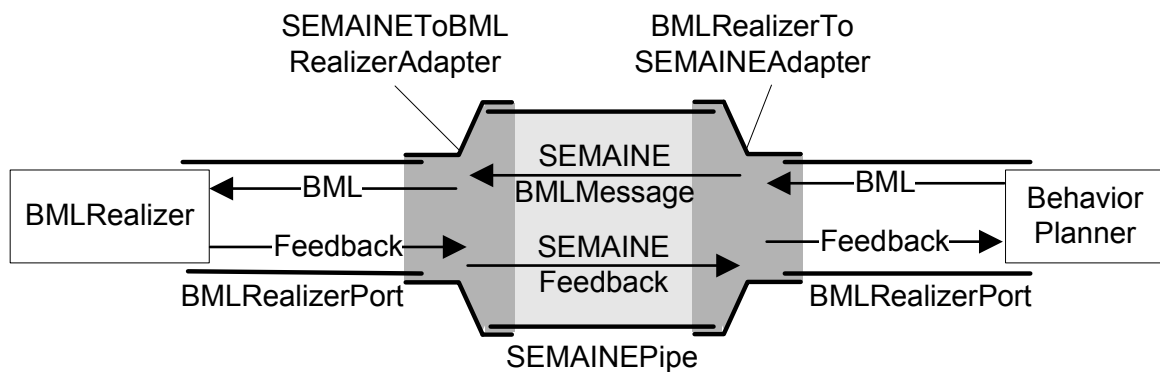 SEMAINEToBML
RealizerAdapter
BMLRealizerTo
SEMAINEAdapter
SEMAINE
BMLMessage
BML
BML
BMLRealizer
Behavior
Planner
Feedback
SEMAINE
Feedback
Feedback
BMLRealizerPort
BMLRealizerPort
SEMAINEPipe